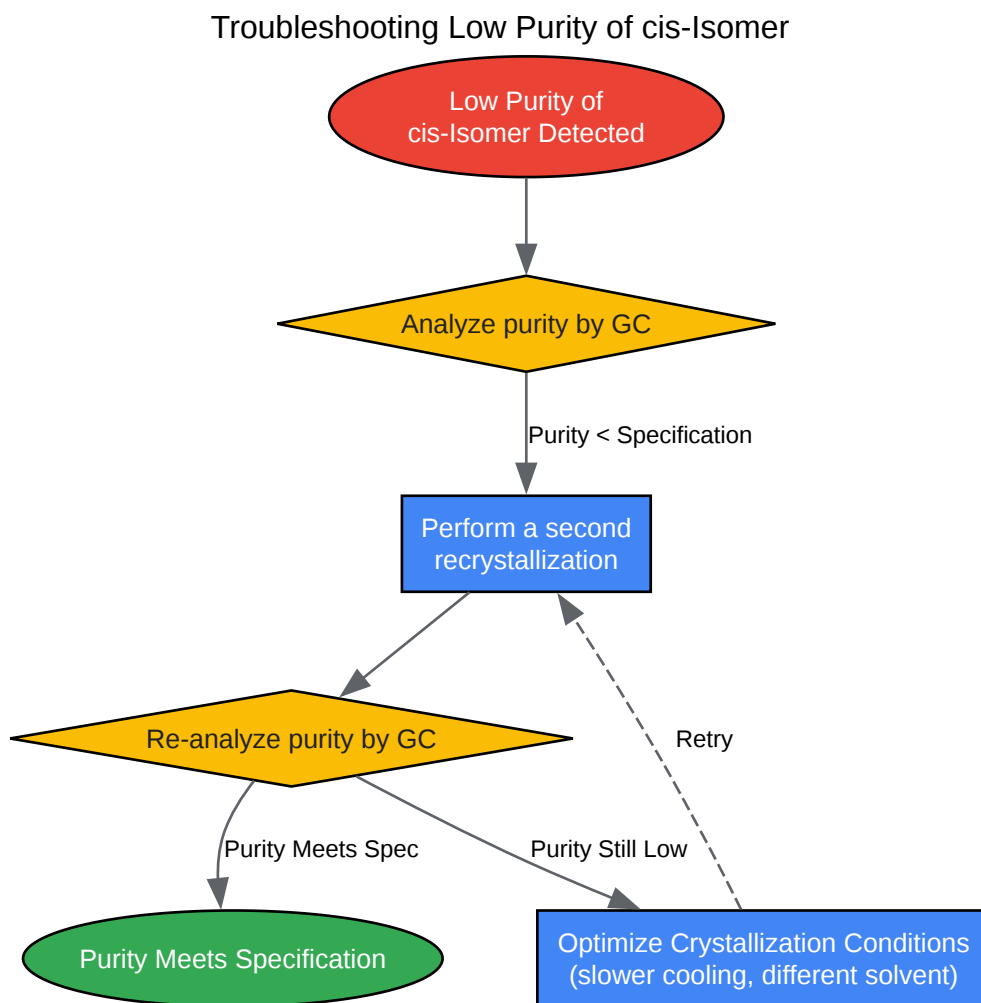 Troubleshooting Low Purity of cis-Isomer
Low Purity of
cis-Isomer Detected
Analyze purity by GC
Purity < Specification
Perform a second
recrystallization
Re-analyze purity by GC
Retry
Purity Meets Spec
Purity Still Low
Purity Meets Specification
Optimize Crystallization Conditions
(slower cooling, different solvent)